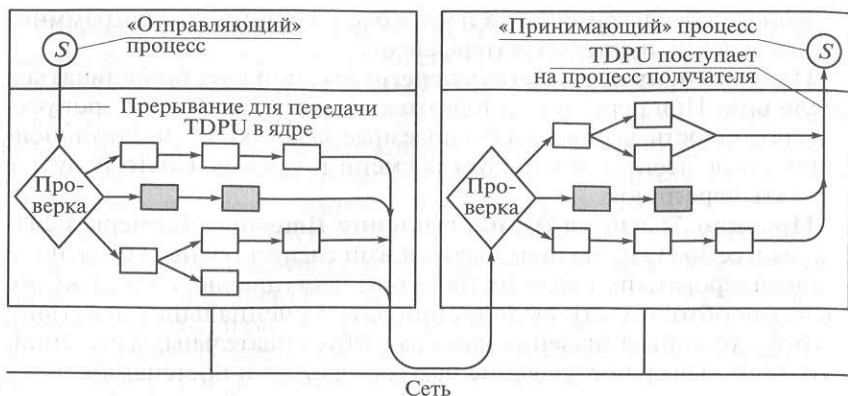 «Отправляющий»
процесс
S
Прерывание для передачи
TDPU в ядре
Про-
верка
«Принимающий» процесс
S
TDPU поступает
на процесс получателя
Про-
верка
Сеть